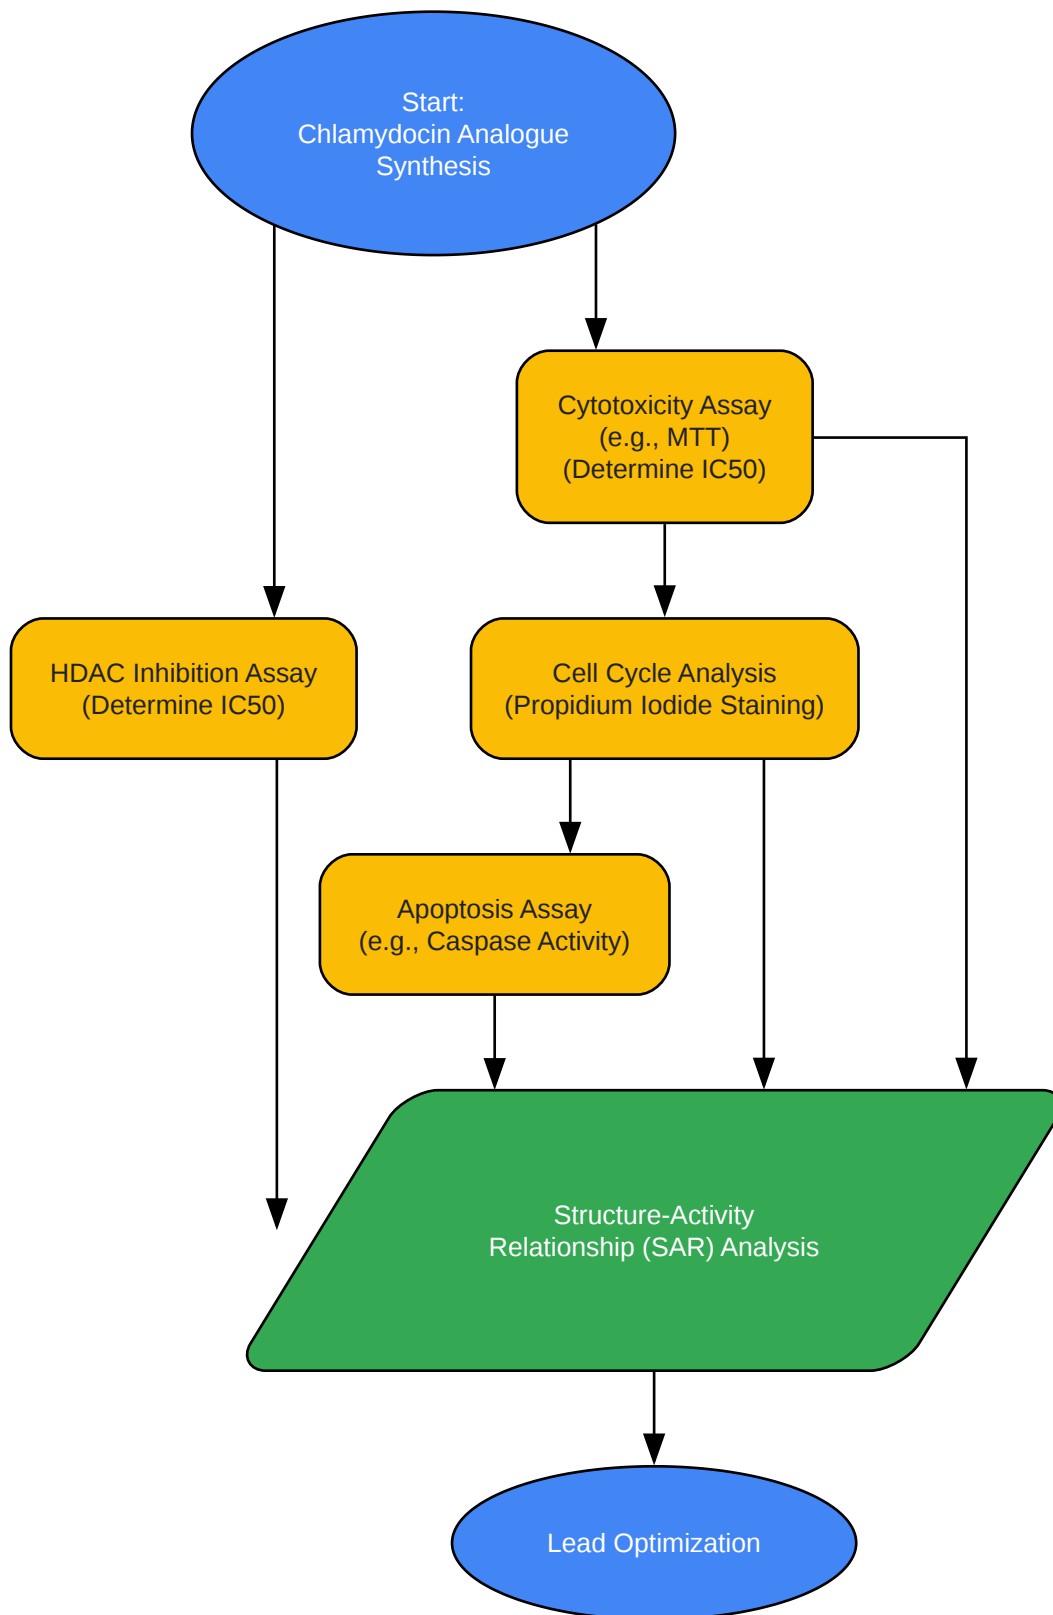 Start:
Chlamydocin Analogue
Synthesis
Cytotoxicity Assay
(e.g., MTT)
(Determine IC50)
HDAC Inhibition Assay
(Determine IC50)
Cell Cycle Analysis
(Propidium Iodide Staining)
Apoptosis Assay
(e.g., Caspase Activity)
Structure-Activity
Relationship (SAR) Analysis
Lead Optimization